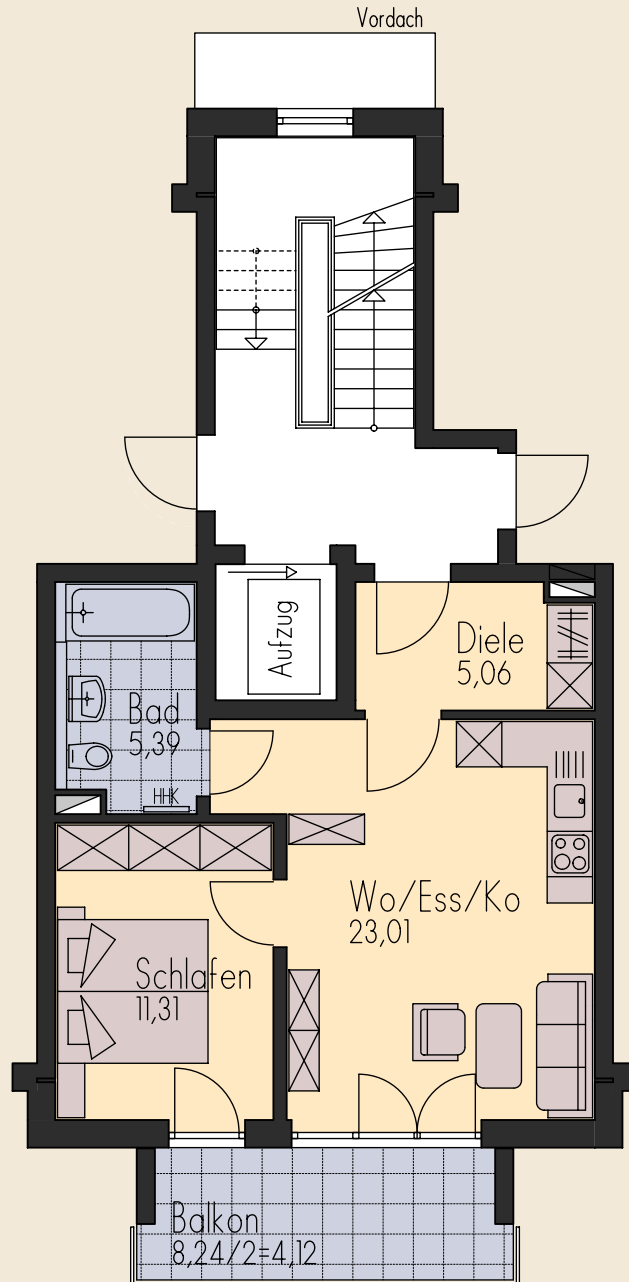 Vordach
Aufzug
Diele
5,06
Bad
5,39
HHK
Wo/Ess/Ko
23,01
Schlafen
11,31
Balkon
8,24/2=4,12